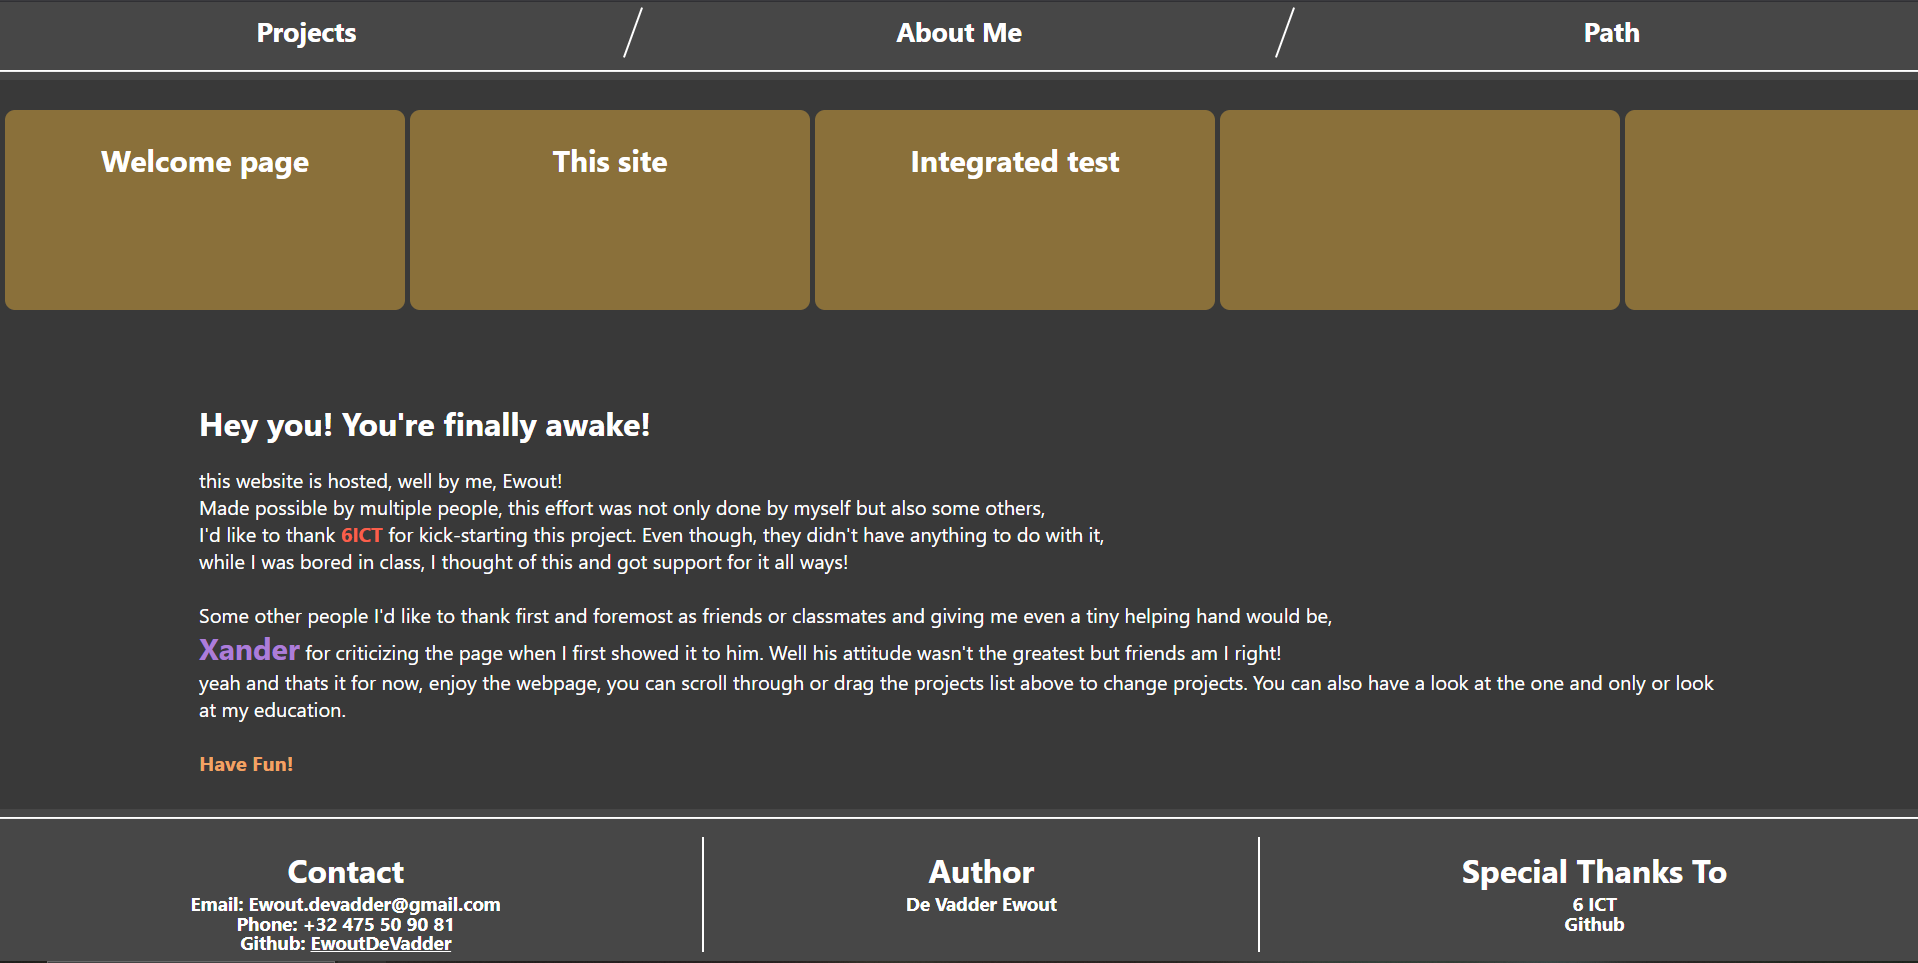 Projects
About Me
Path
Welcome page
This site
Integrated test
Hey you! You're finally awake!
this website is hosted, well by me, Ewout!
Made possible by multiple people, this effort was not only done by myself but also some others,
I'd like to thank 6ICT for kick-starting this project. Even though, they didn't have anything to do with it,
while I was bored in class, I thought of this and got support for it all ways!
Some other people I'd like to thank first and foremost as friends or classmates and giving me even a tiny helping hand would be,
Xander for criticizing the page when I first showed it to him. Well his attitude wasn't the greatest but friends am I right!
yeah and thats it for now, enjoy the webpage, you can scroll through or drag the projects list above to change projects. You can also have a look at the one and only or look
at my education.
Have Fun!
Contact
Email: Ewout.devadder@gmail.com
Phone: +32 475 50 90 81
Github: EwoutDeVadder
Author
De Vadder Ewout
Special Thanks To
6 ICT
Github